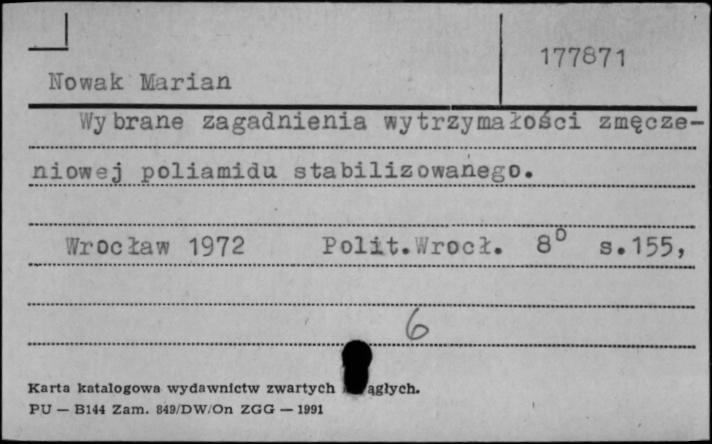 177871
Nowak Marian
Wybrane zagadnienia wytrzymałości zmęcze-
niowej poliamidu stabilizowanego.
Wrocław 1972 Polit.Wrocł. 8° s.155,
6
Karta katalogowa wydawnictw zwartych ągłych.
PU — B144 Zam. 849/DW/On ZGG — 1991